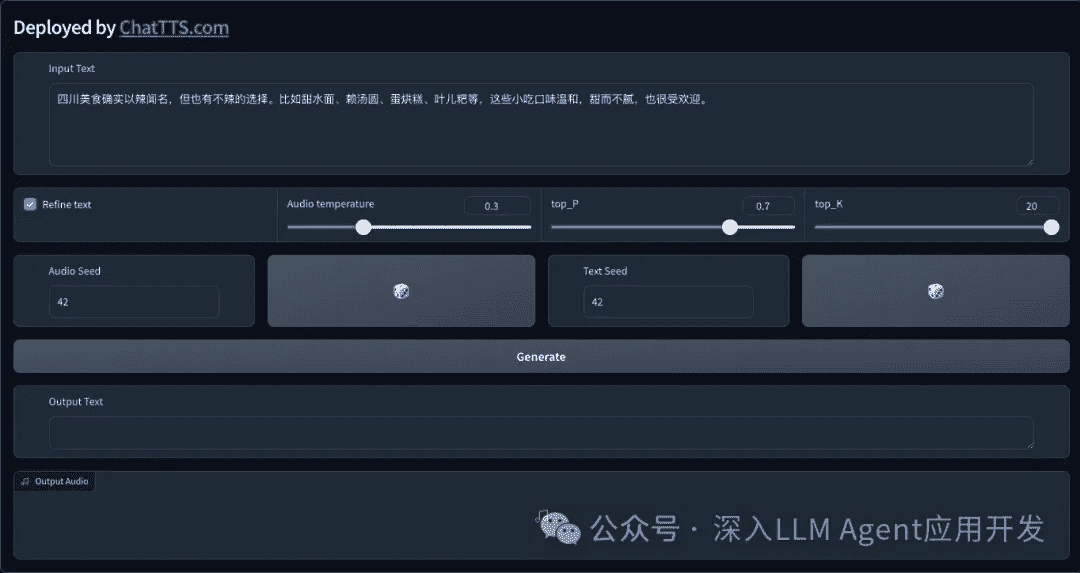 Deployed by ChatTTS.com
Input Text
四川美食确实以辣闻名，但也有不辣的选择。比如甜水面、赖汤圆、蛋烘糕、叶儿粑等，这些小吃口味温和，甜而不腻，也很受欢迎。
Refine text
Audio temperature
0.3
top_P
0.7
top_K
20
Audio Seed
42
Text Seed
42
Generate
Output Text
Output Audio
公众号 · 深入LLM Agent应用开发